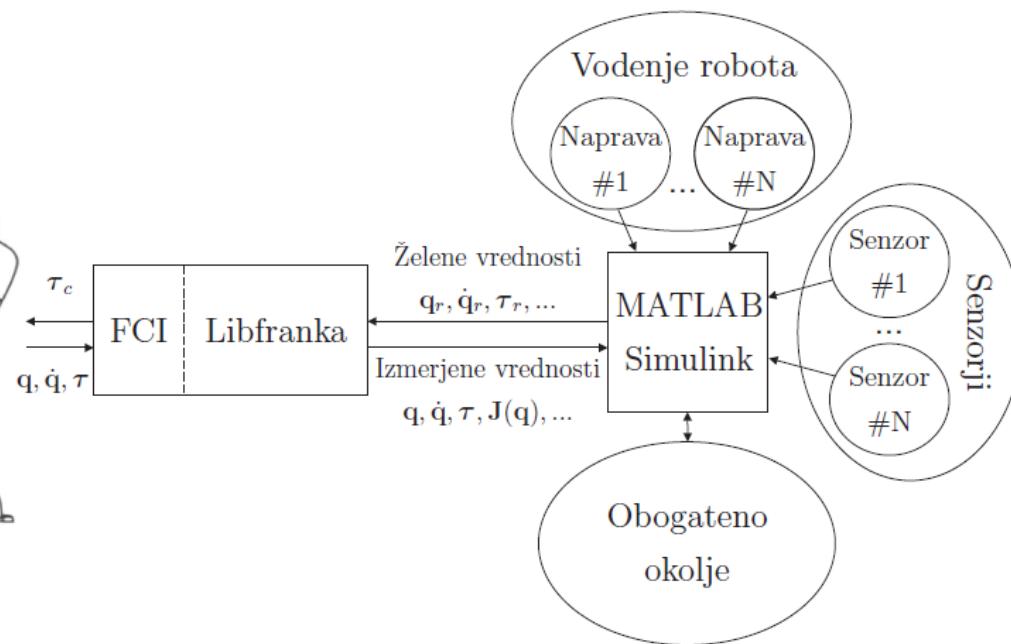 Vodenje robota
Naprava
#1
...
Naprava
#N
τ_c
q, q̇, τ
FCI
Libfranka
Želene vrednosti
q_r, q̇_r, τ_r, ...
Izmerjene vrednosti
q, q̇, τ, J(q), ...
MATLAB
Simulink
Senzor
#1
...
Senzor
#N
Senzorji
Obogateno
okolje